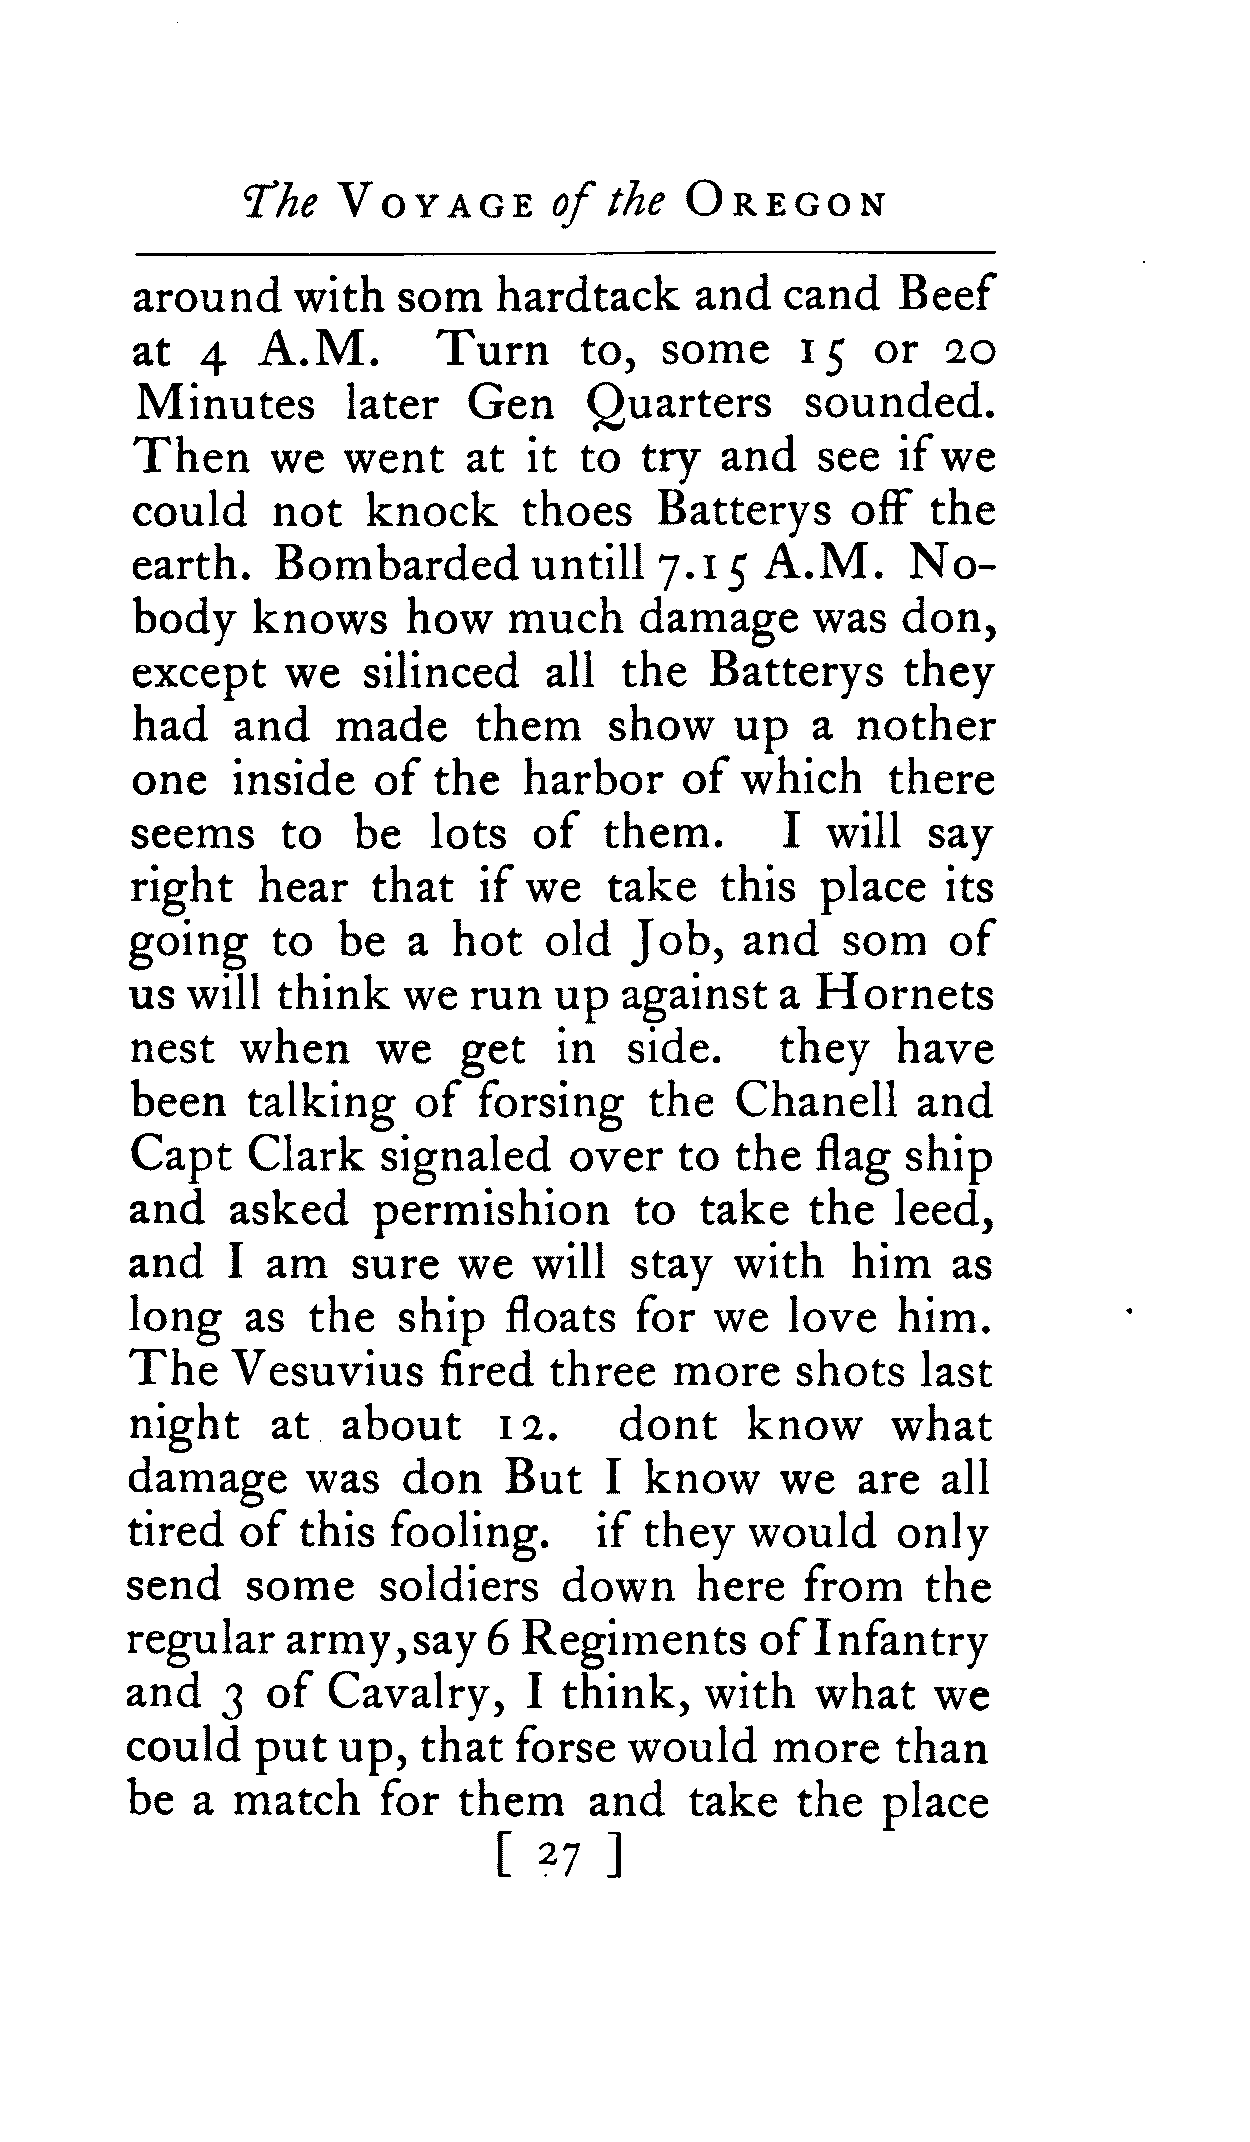 The VOYAGE of the OREGON
around with som hardtack and cand Beef
at 4 A.M. Turn to, some 15 or 20
Minutes later Gen Quarters sounded.
Then we went at it to try and see if we
could not knock thoes Batterys off the
earth. Bombarded untill 7.15 A.M. No-
body knows how much damage was don,
except we silinced all the Batterys they
had and made them show up a nother
one inside of the harbor of which there
seems to be lots of them. I will say
right hear that if we take this place its
going to be a hot old Job, and som of
us will think we run up against a Hornets
nest when we get in side. they have
been talking of forsing the Chanell and
Capt Clark signaled over to the flag ship
and asked permishion to take the leed,
and I am sure we will stay with him as
long as the ship floats for we love him.
The Vesuvius fired three more shots last
night at about 12. dont know what
damage was don But I know we are all
tired of this fooling. if they would only
send some soldiers down here from the
regular army, say 6 Regiments of Infantry
and 3 of Cavalry, I think, with what we
could put up, that forse would more than
be a match for them and take the place
[ 27 ]